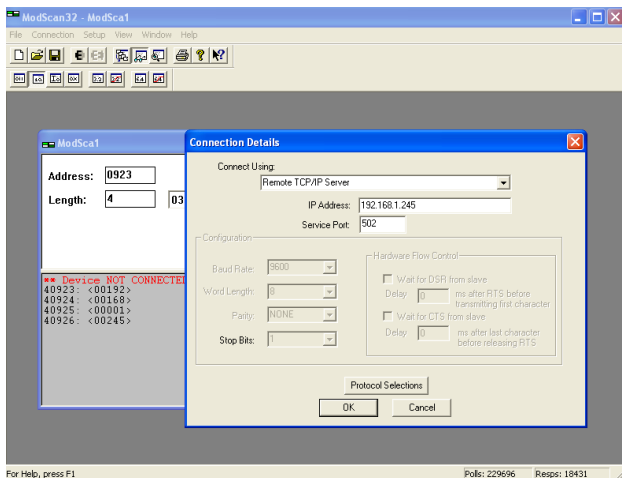 ModScan32 - ModSca1
File Connection Setup View Window Help
ModSca1
Address: 0923
Length: 4
03
** Device NOT CONNECTE
40923: <00192>
40924: <00168>
40925: <00001>
40926: <00245>
Connection Details
Connect Using:
Remote TCP/IP Server
IP Address: 192.168.1.245
Service Port: 502
Configuration
Baud Rate: 9600
Word Length: 8
Parity: NONE
Stop Bits: 1
Hardware Flow Control
Wait for DSR from slave
Delay 0 ms after RTS before
transmitting first character
Wait for CTS from slave
Delay 0 ms after last character
before releasing RTS
Protocol Selections
OK Cancel
For Help, press F1
Polls: 229696 Resps: 18431